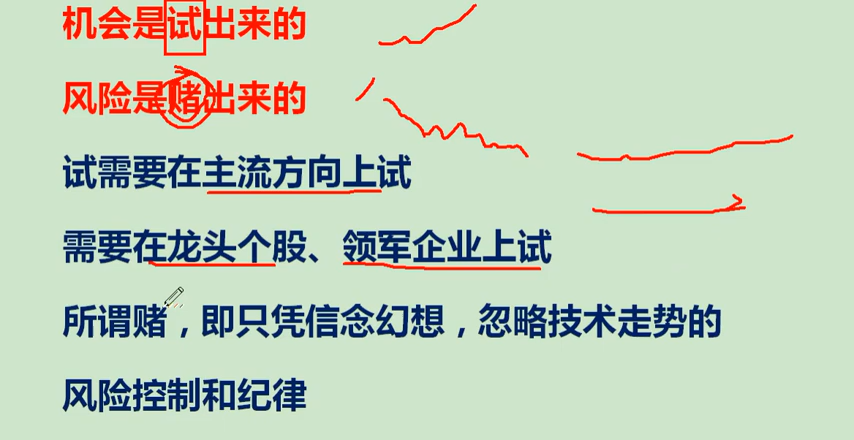 机会是试出来的
风险是赌出来的
试需要在主流方向上试
需要在龙头个股、领军企业上试
所谓赌，即只凭信念幻想，忽略技术走势的
风险控制和纪律